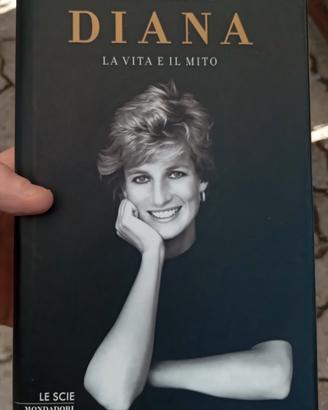 DIANA
LA VITA E IL MITO
LE SCIE
MONDADORI